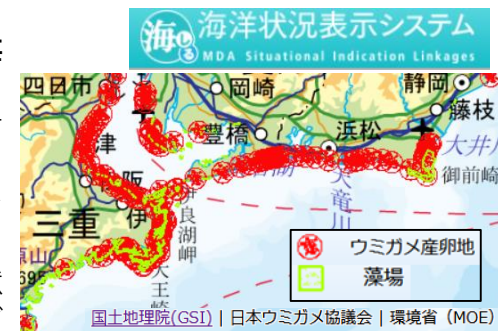 海しる 海洋状況表示システム
MDA Situational Indication Linkages
四日市
岡崎
静岡
藤枝
津
豊橋
浜松
大井川
御前崎
天竜川
三重
伊良湖岬
大王崎
ウミガメ産卵地
藻場
国土地理院(GSI) | 日本ウミガメ協議会 | 環境省 (MOE)